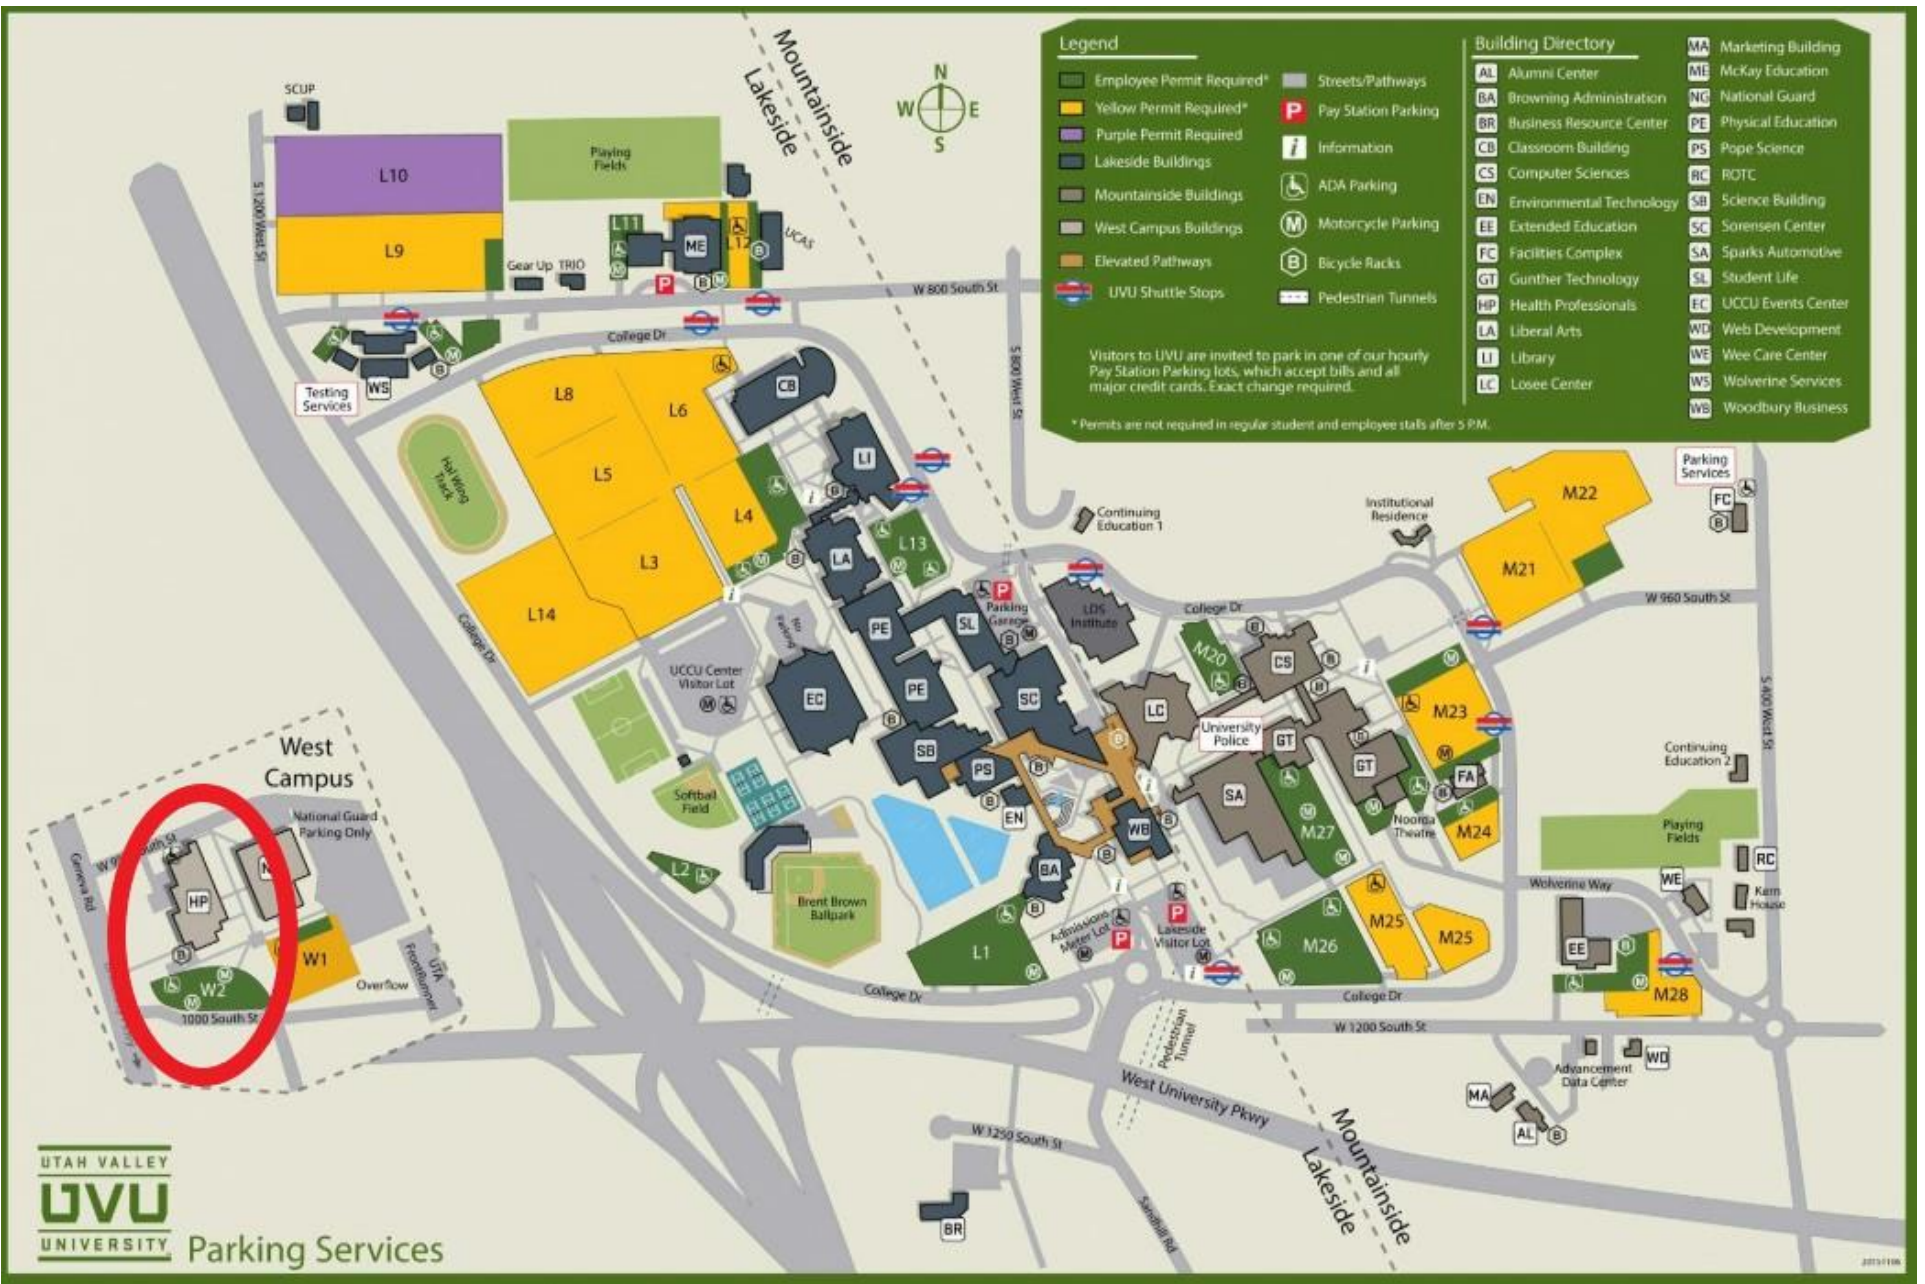 Mountainside
Lakeside
N
W E
S
SCUP
L10
L9
Playing
Fields
S 1200 West St
L11
ME
L12
UCAS
Gear Up TRIO
P
W 800 South St
College Dr
Testing
Services
WS
L8
L6
L5
L4
L3
L14
CB
LI
LA
L13
Hal Wing
Track
College Dr
S 800 West St
Continuing
Education 1
Institutional
Residence
Parking
Services
FC
M22
M21
W 960 South St
S 400 West St
P
Parking
Garage
LDS
Institute
College Dr
No
Parking
UCCU Center
Visitor Lot
PE
SL
PE
EC
SC
SB
PS
EN
M20
CS
LC
University
Police
GT
GT
SA
M23
FA
M24
Noorda
Theatre
M27
WB
BA
Softball
Field
L2
Brent Brown
Ballpark
L1
Admissions
Meter Lot
P
P
Lakeside
Visitor Lot
M26
M25
M25
Continuing
Education 2
Playing
Fields
RC
WE
Kern
House
Wolverine Way
EE
M28
College Dr
College Dr
W 1200 South St
Pedestrian
Tunnel
West University Pkwy
Advancement
Data Center
WD
MA
AL
W 1250 South St
BR
Sandhill Rd
Mountainside
Lakeside
West
Campus
National Guard
Parking Only
Geneva Rd
HP
W1
W2
Overflow
UTA
FrontRunner
1000 South St
Legend
Employee Permit Required*
Yellow Permit Required*
Purple Permit Required
Lakeside Buildings
Mountainside Buildings
West Campus Buildings
Elevated Pathways
UVU Shuttle Stops
Streets/Pathways
P Pay Station Parking
i Information
ADA Parking
M Motorcycle Parking
B Bicycle Racks
Pedestrian Tunnels
Visitors to UVU are invited to park in one of our hourly
Pay Station Parking lots, which accept bills and all
major credit cards. Exact change required.
* Permits are not required in regular student and employee stalls after 5 P.M.
Building Directory
AL Alumni Center
BA Browning Administration
BR Business Resource Center
CB Classroom Building
CS Computer Sciences
EN Environmental Technology
EE Extended Education
FC Facilities Complex
GT Gunther Technology
HP Health Professionals
LA Liberal Arts
LI Library
LC Losee Center
MA Marketing Building
ME McKay Education
NG National Guard
PE Physical Education
PS Pope Science
RC ROTC
SB Science Building
SC Sorensen Center
SA Sparks Automotive
SL Student Life
EC UCCU Events Center
WD Web Development
WE Wee Care Center
WS Wolverine Services
WB Woodbury Business
UTAH VALLEY
UVU
UNIVERSITY
Parking Services